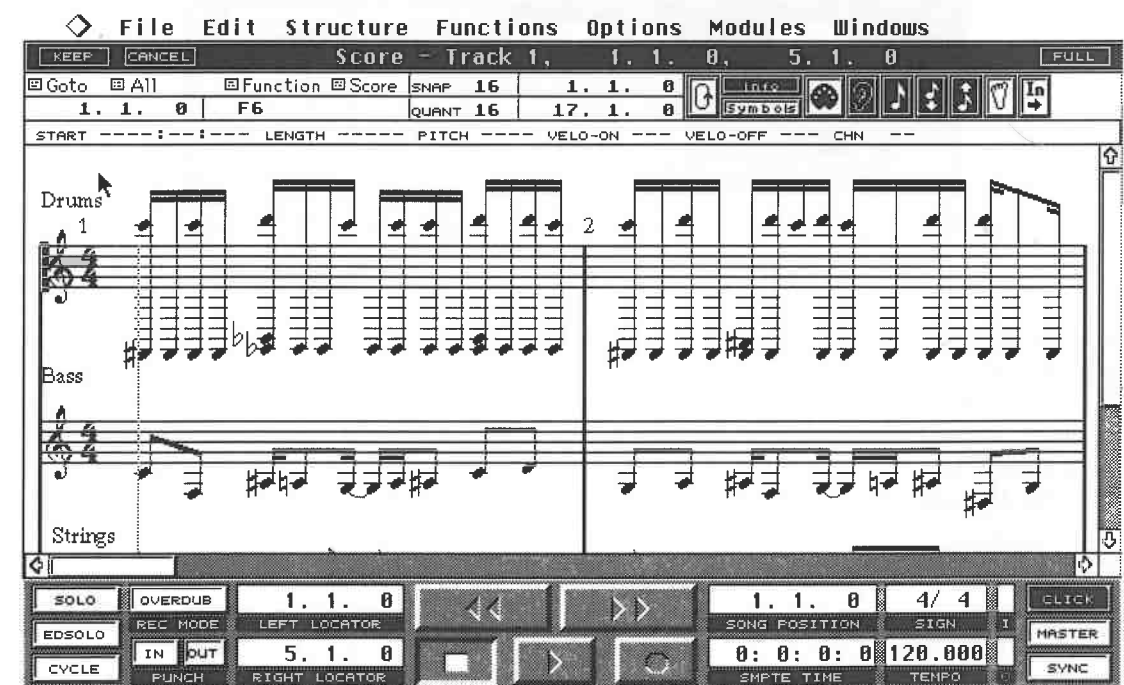 File Edit Structure Functions Options Modules Windows
KEEP CANCEL Score - Track 1, 1. 1. 0, 5. 1. 0 FULL
Goto All Function Score SNAP 16 1. 1. 0 Info In
1. 1. 0 F6 QUANT 16 17. 1. 0 Symbols
START ----:--:--- LENGTH ----- PITCH ---- VELO-ON --- VELO-OFF --- CHN --
Drums
1 2
4 4
Bass
4 4
Strings
SOLO OVERDUB 1. 1. 0 1. 1. 0 4/ 4 CLICK
REC MODE LEFT LOCATOR SONG POSITION SIGN I
EDSOLO MASTER
IN OUT 5. 1. 0 0: 0: 0: 0 120.000
CYCLE PUNCH RIGHT LOCATOR SMPTE TIME TEMPO SYNC